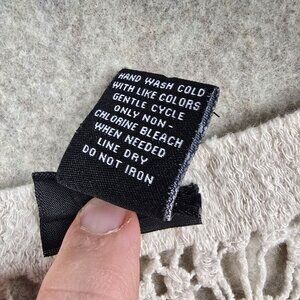 HAND WASH COLD
WITH LIKE COLORS
GENTLE CYCLE
ONLY NON-
CHLORINE BLEACH
WHEN NEEDED
LINE DRY
DO NOT IRON